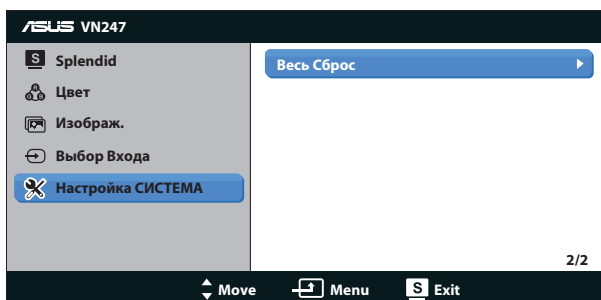 ASUS VN247
S Splendid
Цвет
Изображ.
Выбор Входа
Настройка СИСТЕМА
Весь Сброс
2/2
Move Menu S Exit